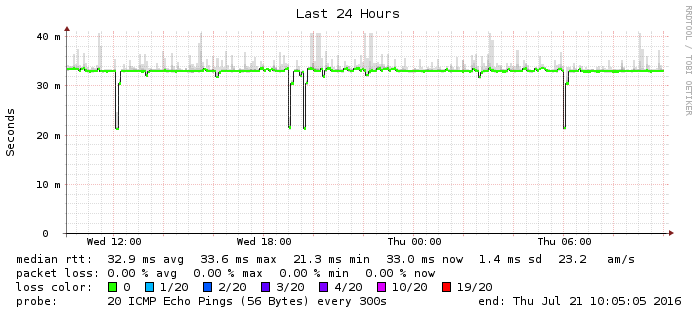 Last 24 Hours
RRDTOOL / TOBI OETIKER
Seconds
40 m
30 m
20 m
10 m
0
Wed 12:00 Wed 18:00 Thu 00:00 Thu 06:00
median rtt: 32.9 ms avg 33.6 ms max 21.3 ms min 33.0 ms now 1.4 ms sd 23.2 am/s
packet loss: 0.00 % avg 0.00 % max 0.00 % min 0.00 % now
loss color: 0 1/20 2/20 3/20 4/20 10/20 19/20
probe: 20 ICMP Echo Pings (56 Bytes) every 300s end: Thu Jul 21 10:05:05 2016